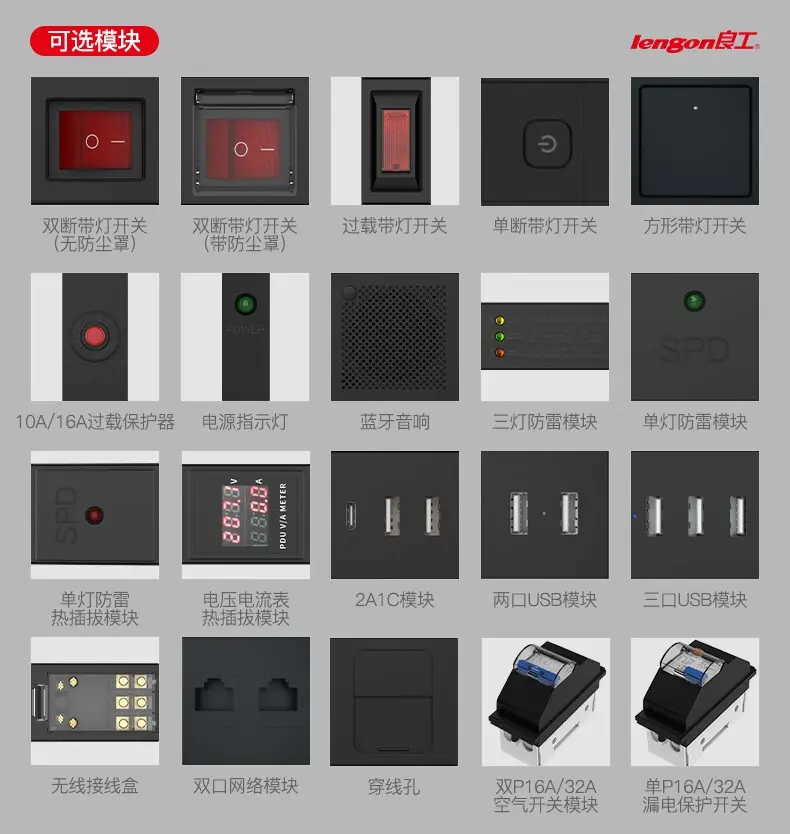 可选模块
lengon良工®
双断带灯开关
（无防尘罩）
双断带灯开关
（带防尘罩）
过载带灯开关
单断带灯开关
方形带灯开关
POWER
SPD
10A/16A过载保护器
电源指示灯
蓝牙音响
三灯防雷模块
单灯防雷模块
SPD
V
A
PDU V/A METER
单灯防雷
热插拔模块
电压电流表
热插拔模块
2A1C模块
两口USB模块
三口USB模块
无线接线盒
双口网络模块
穿线孔
双P16A/32A
空气开关模块
单P16A/32A
漏电保护开关